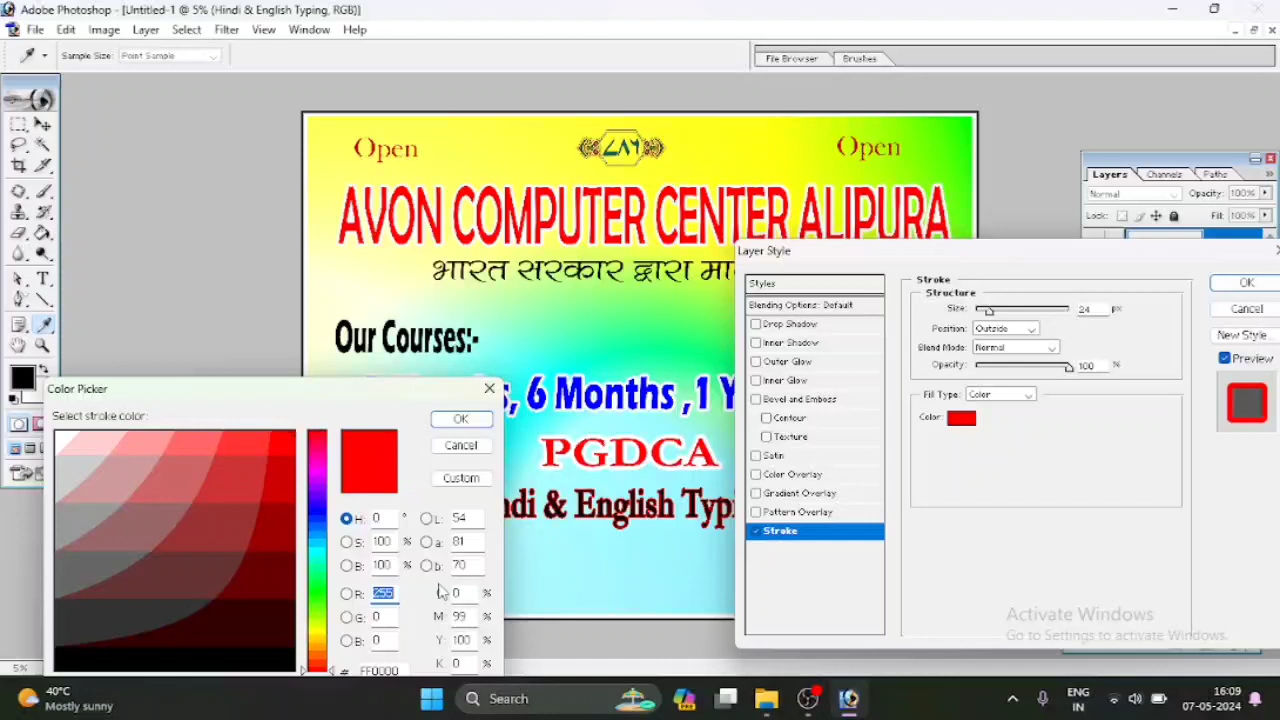 Adobe Photoshop - [Untitled-1 @ 5% (Hindi & English Typing, RGB)]
File Edit Image Layer Select Filter View Window Help
Sample Size: Point Sample
File Browser Brushes
Open Open
AVON COMPUTER CENTER ALIPURA
भारत सरकार द्वारा मा
Our Courses:-
s, 6 Months ,1 Y
PGDCA
ndi & English Typi
Layers Channels Paths
Normal Opacity: 100%
Lock: Fill: 100%
Layer Style
Styles
Blending Options: Default
Drop Shadow
Inner Shadow
Outer Glow
Inner Glow
Bevel and Emboss
Contour
Texture
Satin
Color Overlay
Gradient Overlay
Pattern Overlay
Stroke
Stroke
Structure
Size: 24 px
Position: Outside
Blend Mode: Normal
Opacity: 100 %
Fill Type: Color
Color:
OK
Cancel
New Style...
Preview
Color Picker
Select stroke color:
OK
Cancel
Custom
H: 0 ° L: 54
S: 100 % a: 81
B: 100 % b: 70
R: 255 0 %
G: 0 M: 99 %
B: 0 Y: 100 %
# FF0000 K: 0 %
Activate Windows
Go to Settings to activate Windows.
5%
40°C
Mostly sunny
Search
ENG
IN
16:09
07-05-2024